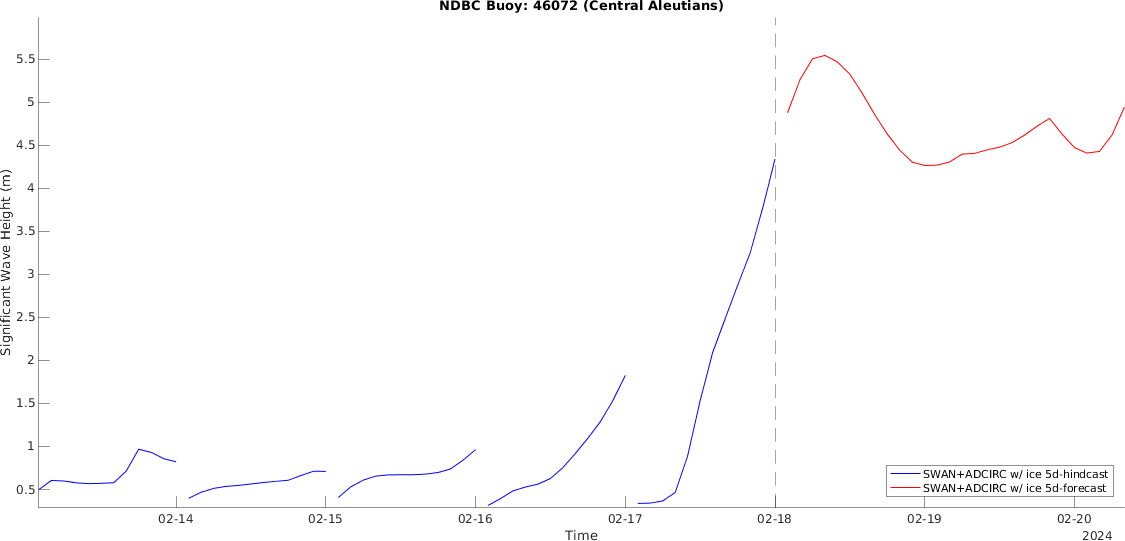 NDBC Buoy: 46072 (Central Aleutians)
Significant Wave Height (m)
5.5
5
4.5
4
3.5
3
2.5
2
1.5
1
0.5
SWAN+ADCIRC w/ ice 5d-hindcast
SWAN+ADCIRC w/ ice 5d-forecast
02-14 02-15 02-16 02-17 02-18 02-19 02-20
Time
2024